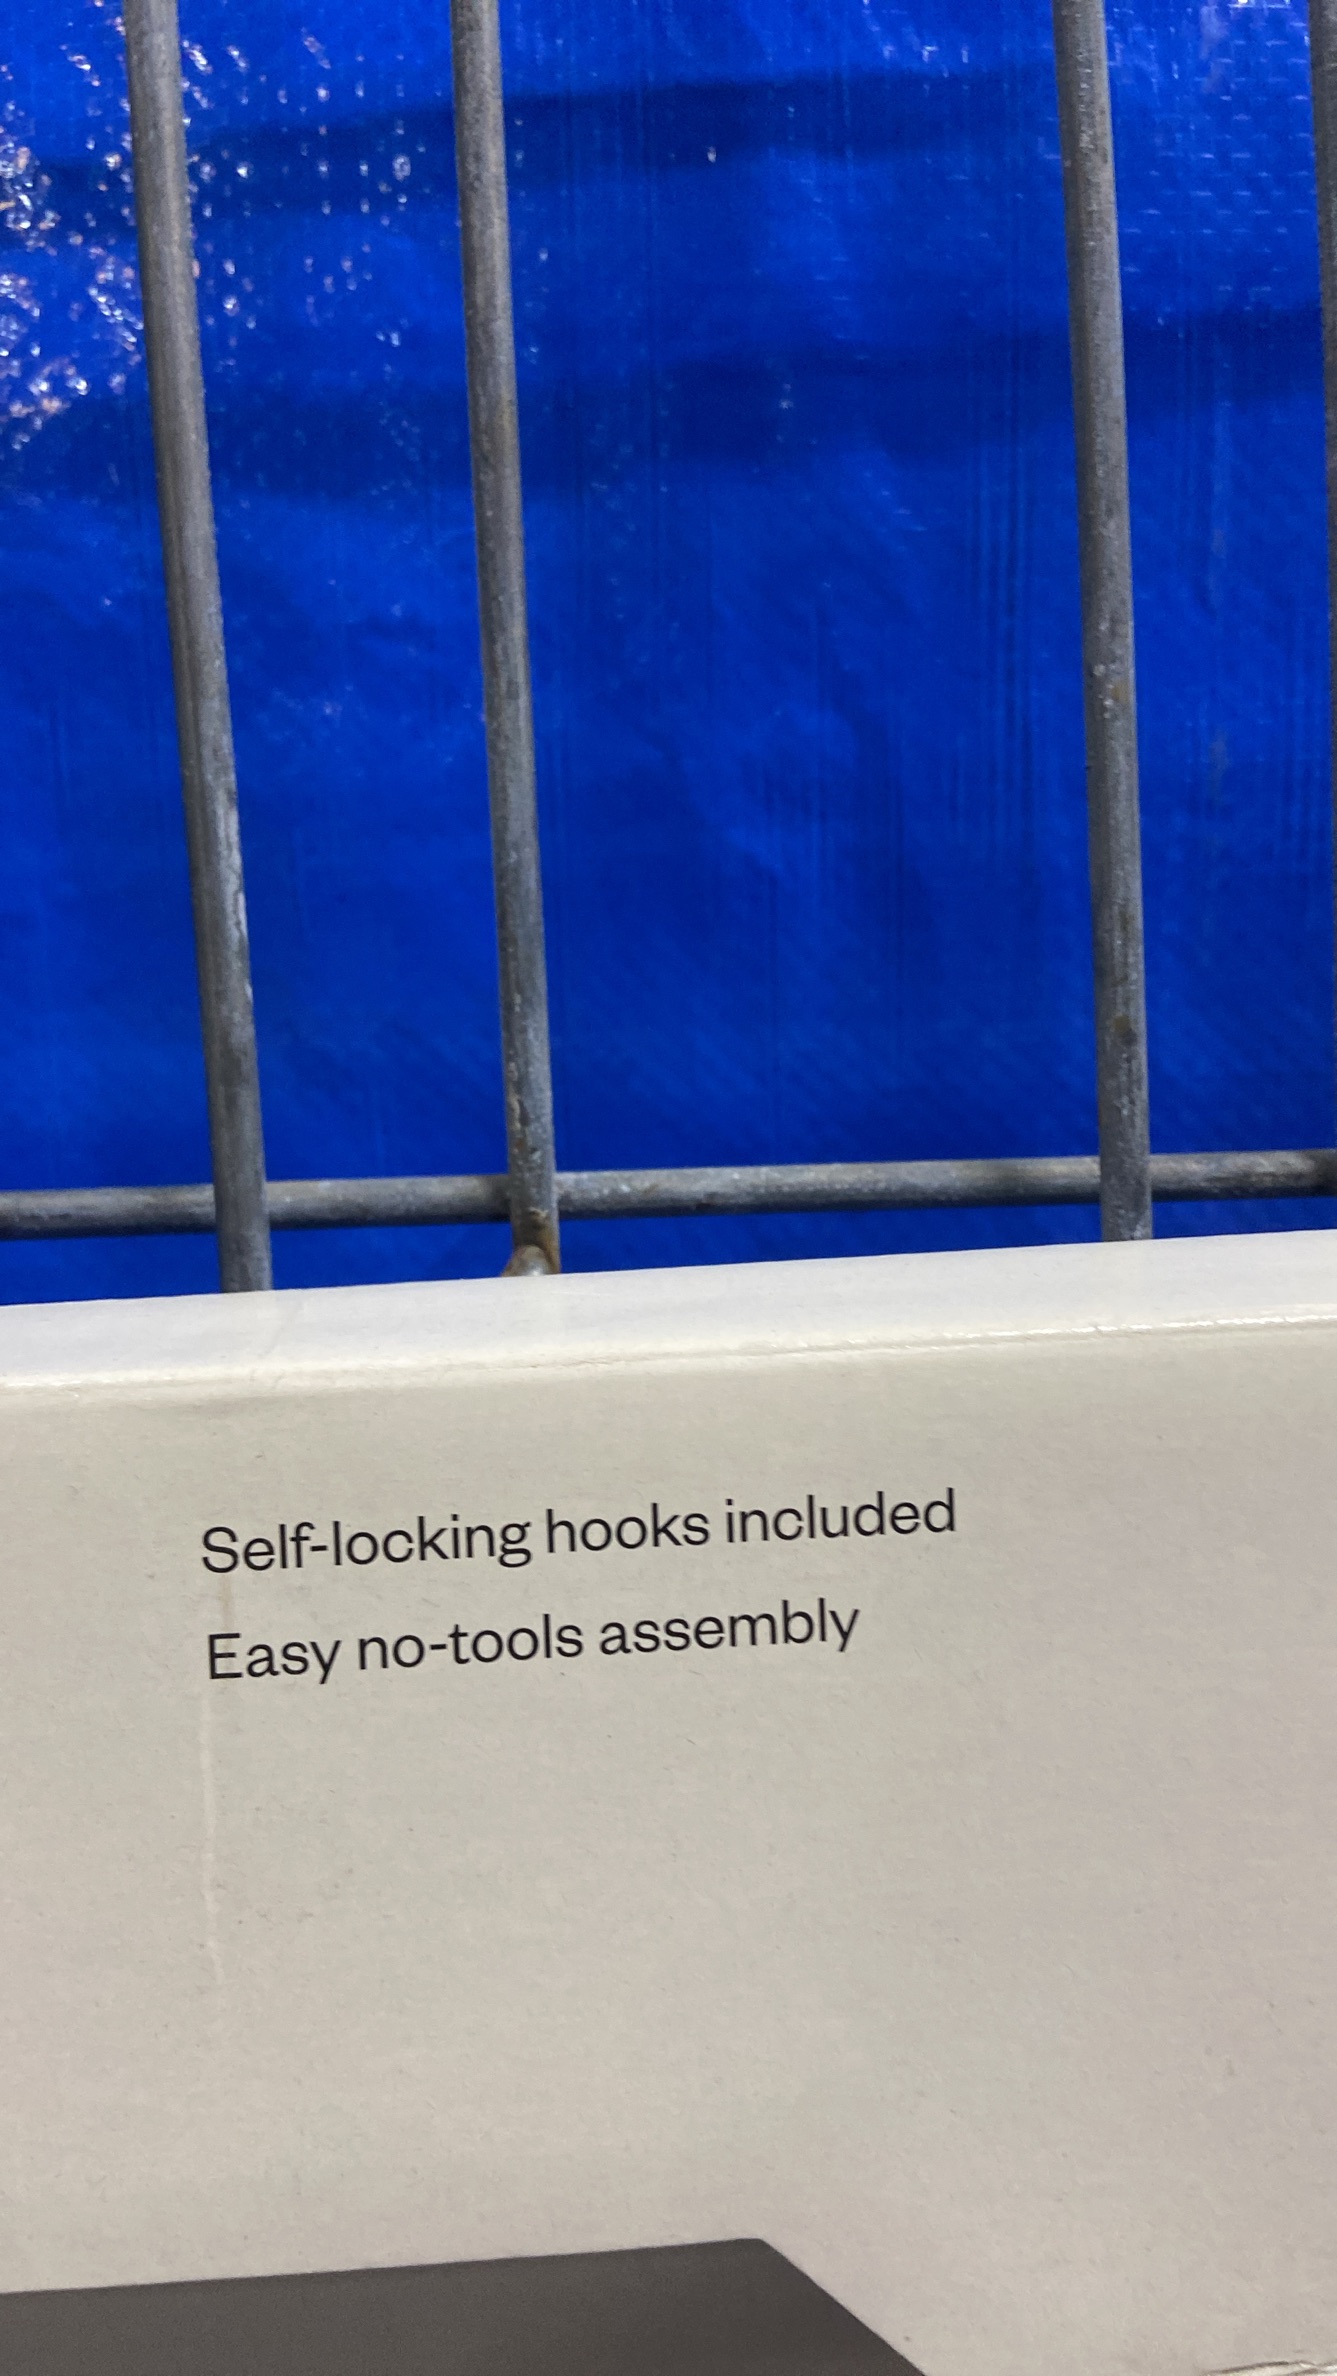 Self-locking hooks included
Easy no-tools assembly